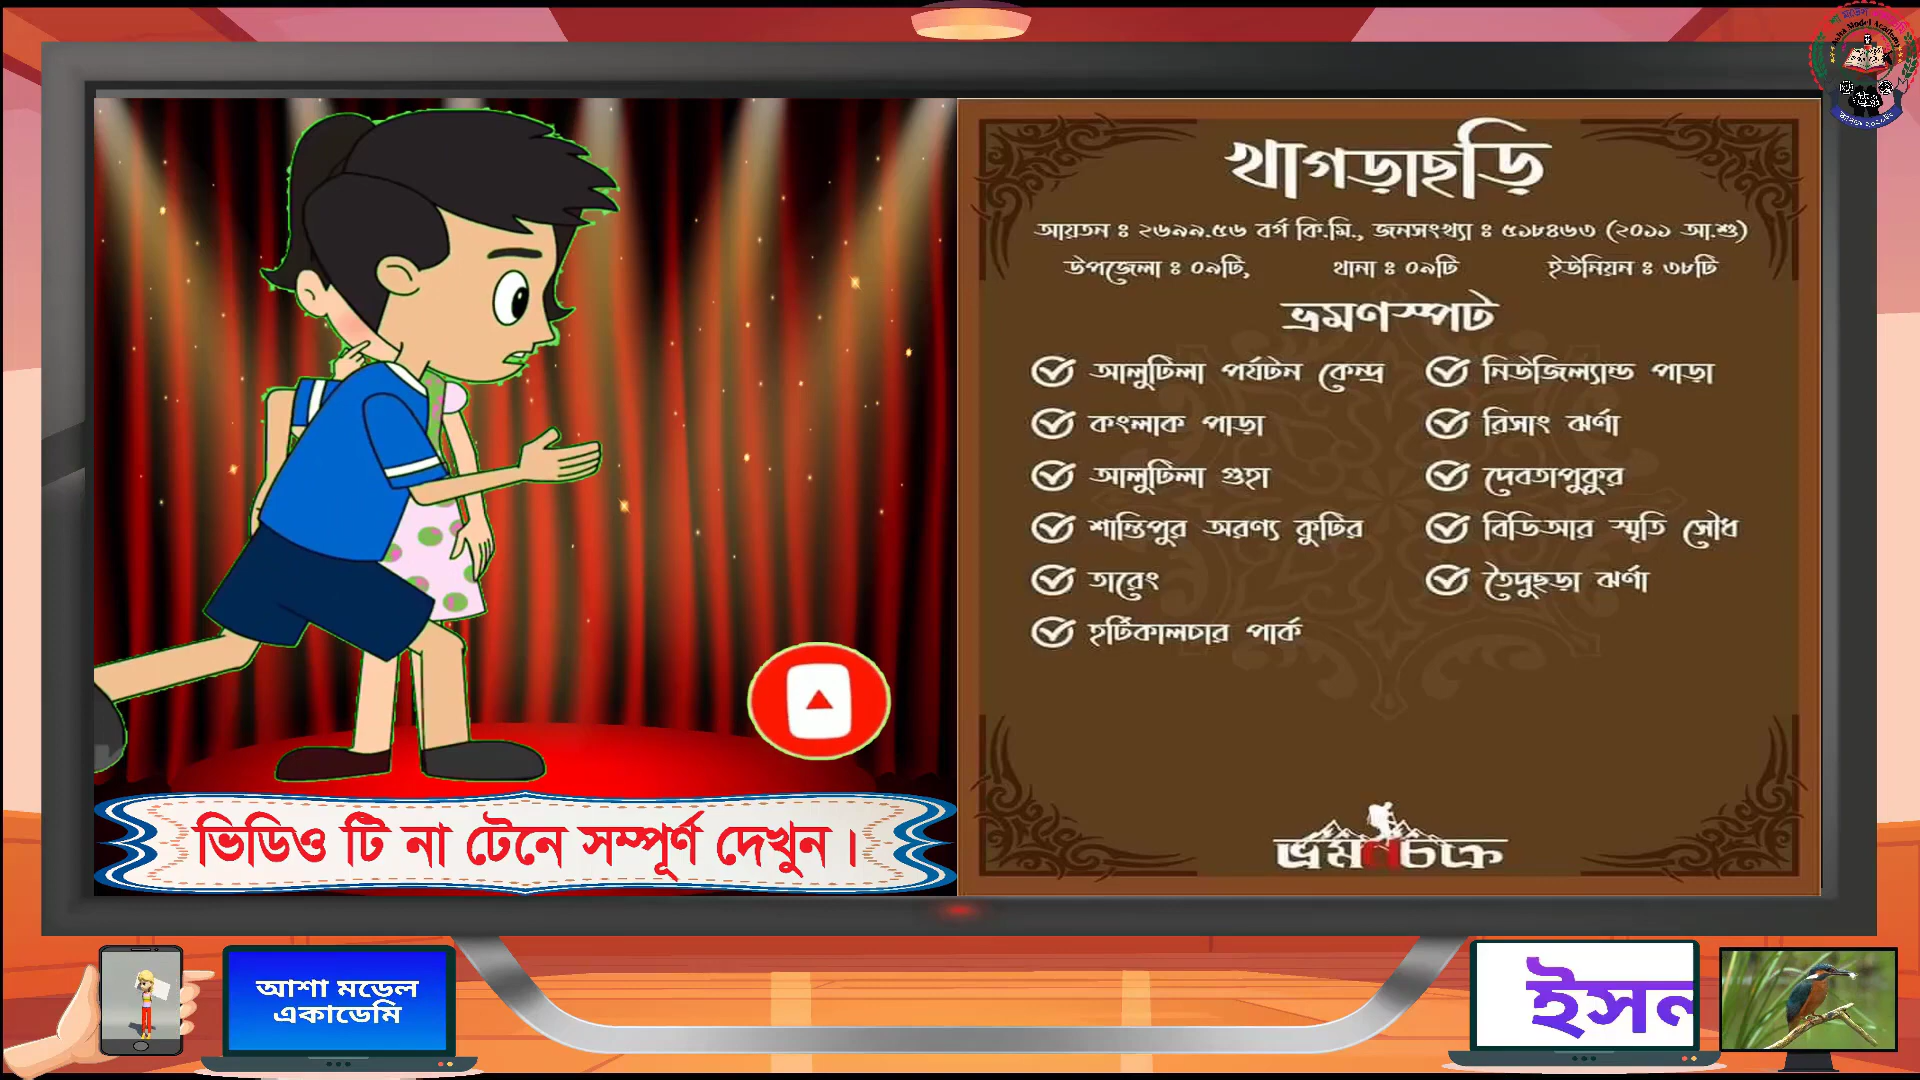 খাগড়াছড়ি
আয়তন ঃ ২৬৯৯.৫৬ বর্গ কি.মি., জনসংখ্যা ঃ ৫১৮৪৬৩ (২০১১ আ.শু)
উপজেলা ঃ ০৯টি, থানা ঃ ০৯টি ইউনিয়ন ঃ ৩৮টি
ভ্রমণস্পট
আলুটিলা পর্যটন কেন্দ্র
নিউজিল্যান্ড পাড়া
কংলাক পাড়া
রিসাং ঝর্ণা
আলুটিলা গুহা
দেবতাপুকুর
শান্তিপুর অরণ্য কুটির
বিডিআর স্মৃতি সৌধ
তারেং
তৈদুছড়া ঝর্ণা
হর্টিকালচার পার্ক
ভ্রমণচক্র
ভিডিও টি না টেনে সম্পূর্ণ দেখুন।
আশা মডেল
একাডেমি
ইসল